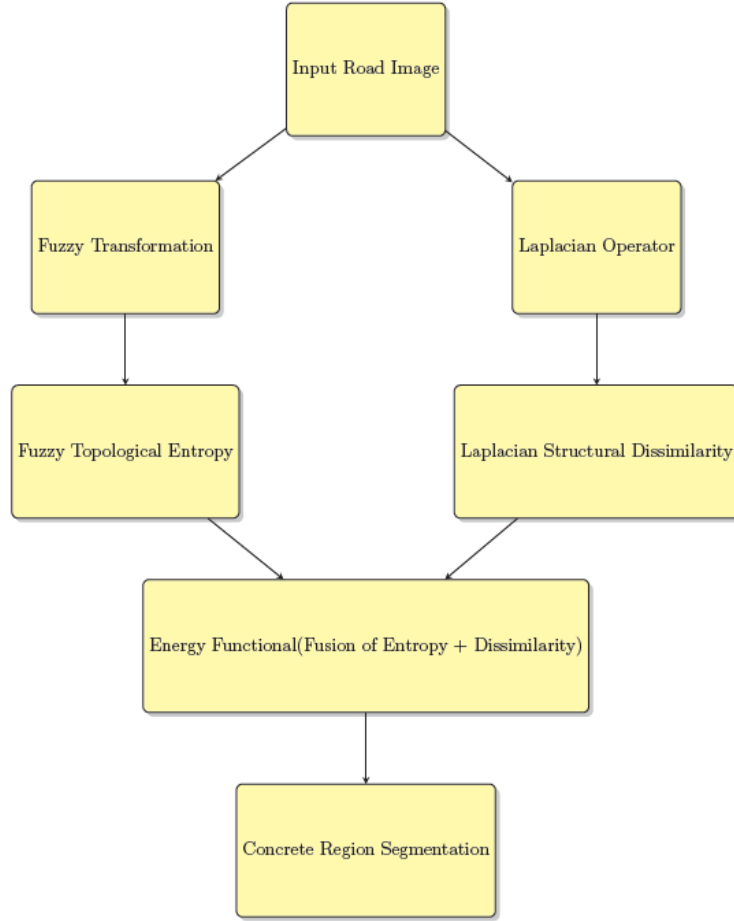 Input Road Image
Fuzzy Transformation
Laplacian Operator
Fuzzy Topological Entropy
Laplacian Structural Dissimilarity
Energy Functional(Fusion of Entropy + Dissimilarity)
Concrete Region Segmentation